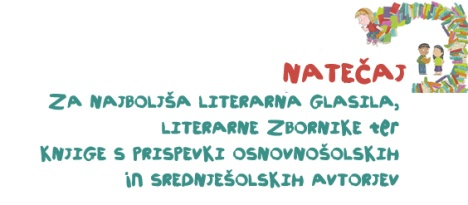 NATEČAJ
ZA NAJBOLJŠA LITERARNA GLASILA,
LITERARNE ZBORNIKE ter
KNJIGE S PRISPEVKI OSNOVNOŠOLSKIH
in SREDNJEŠOLSKIH AVTORJEV